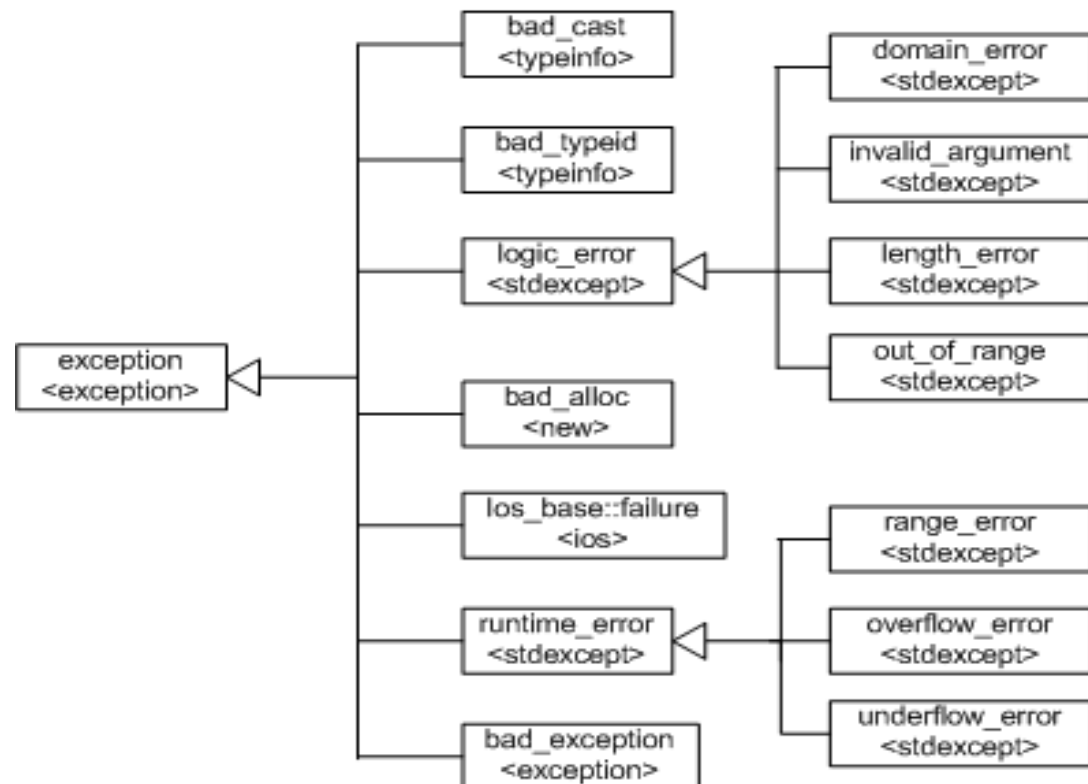 bad_cast
<typeinfo>
domain_error
<stdexcept>
bad_typeid
<typeinfo>
invalid_argument
<stdexcept>
logic_error
<stdexcept>
length_error
<stdexcept>
exception
<exception>
out_of_range
<stdexcept>
bad_alloc
<new>
Ios_base::failure
<ios>
range_error
<stdexcept>
runtime_error
<stdexcept>
overflow_error
<stdexcept>
underflow_error
<stdexcept>
bad_exception
<exception>